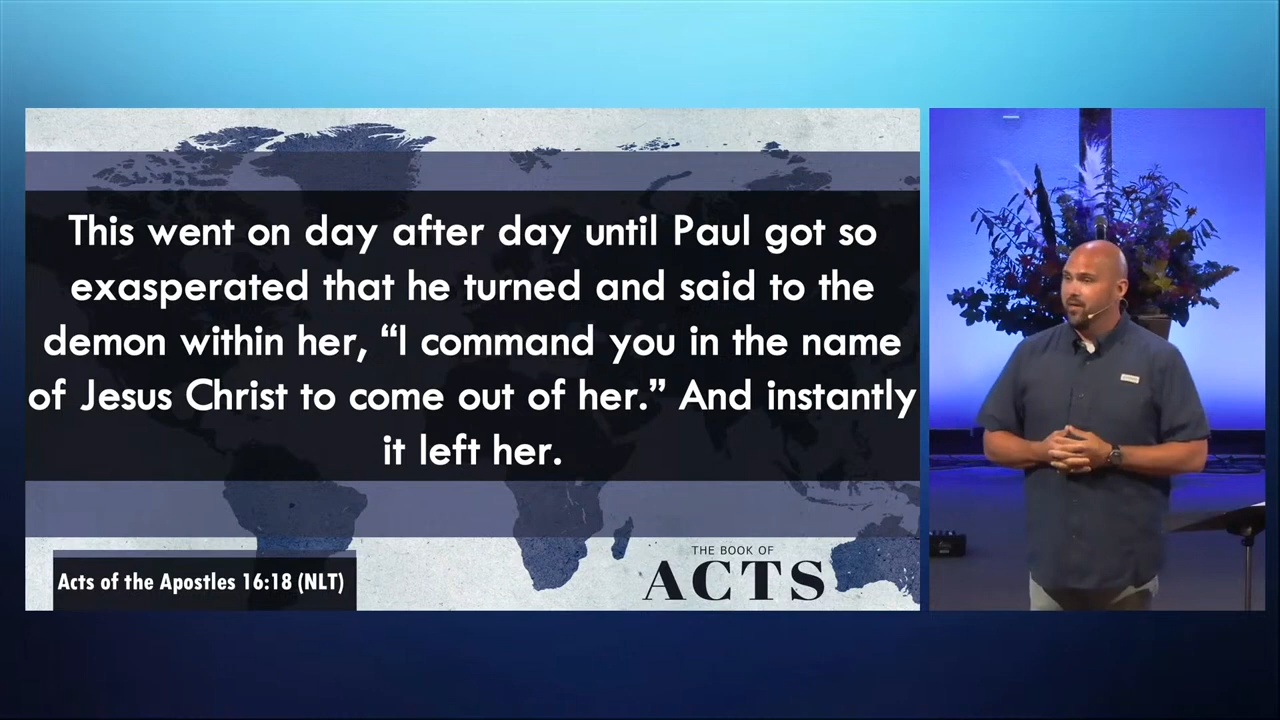 This went on day after day until Paul got so
exasperated that he turned and said to the
demon within her, “I command you in the name
of Jesus Christ to come out of her.” And instantly
it left her.
Acts of the Apostles 16:18 (NLT)
THE BOOK OF
ACTS